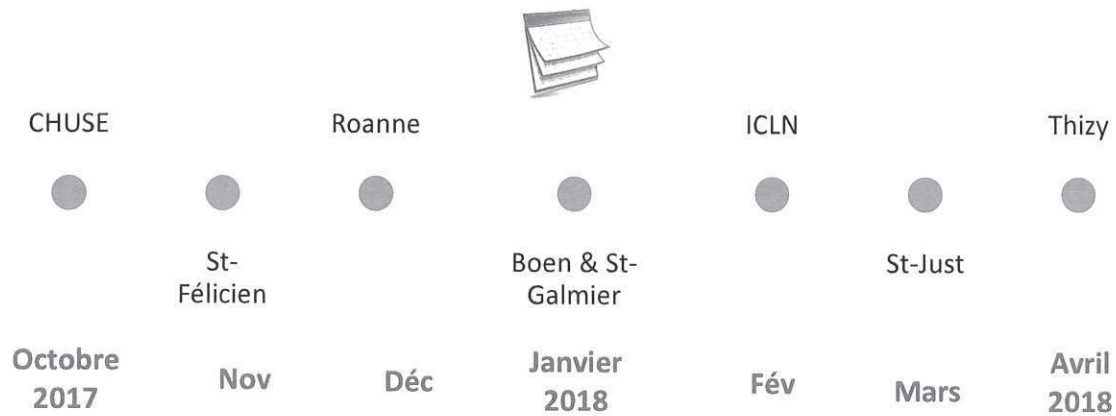 CHUSE
Roanne
ICLN
Thizy
St-
Félicien
Boen & St-
Galmier
St-Just
Octobre
2017
Nov
Déc
Janvier
2018
Fév
Mars
Avril
2018